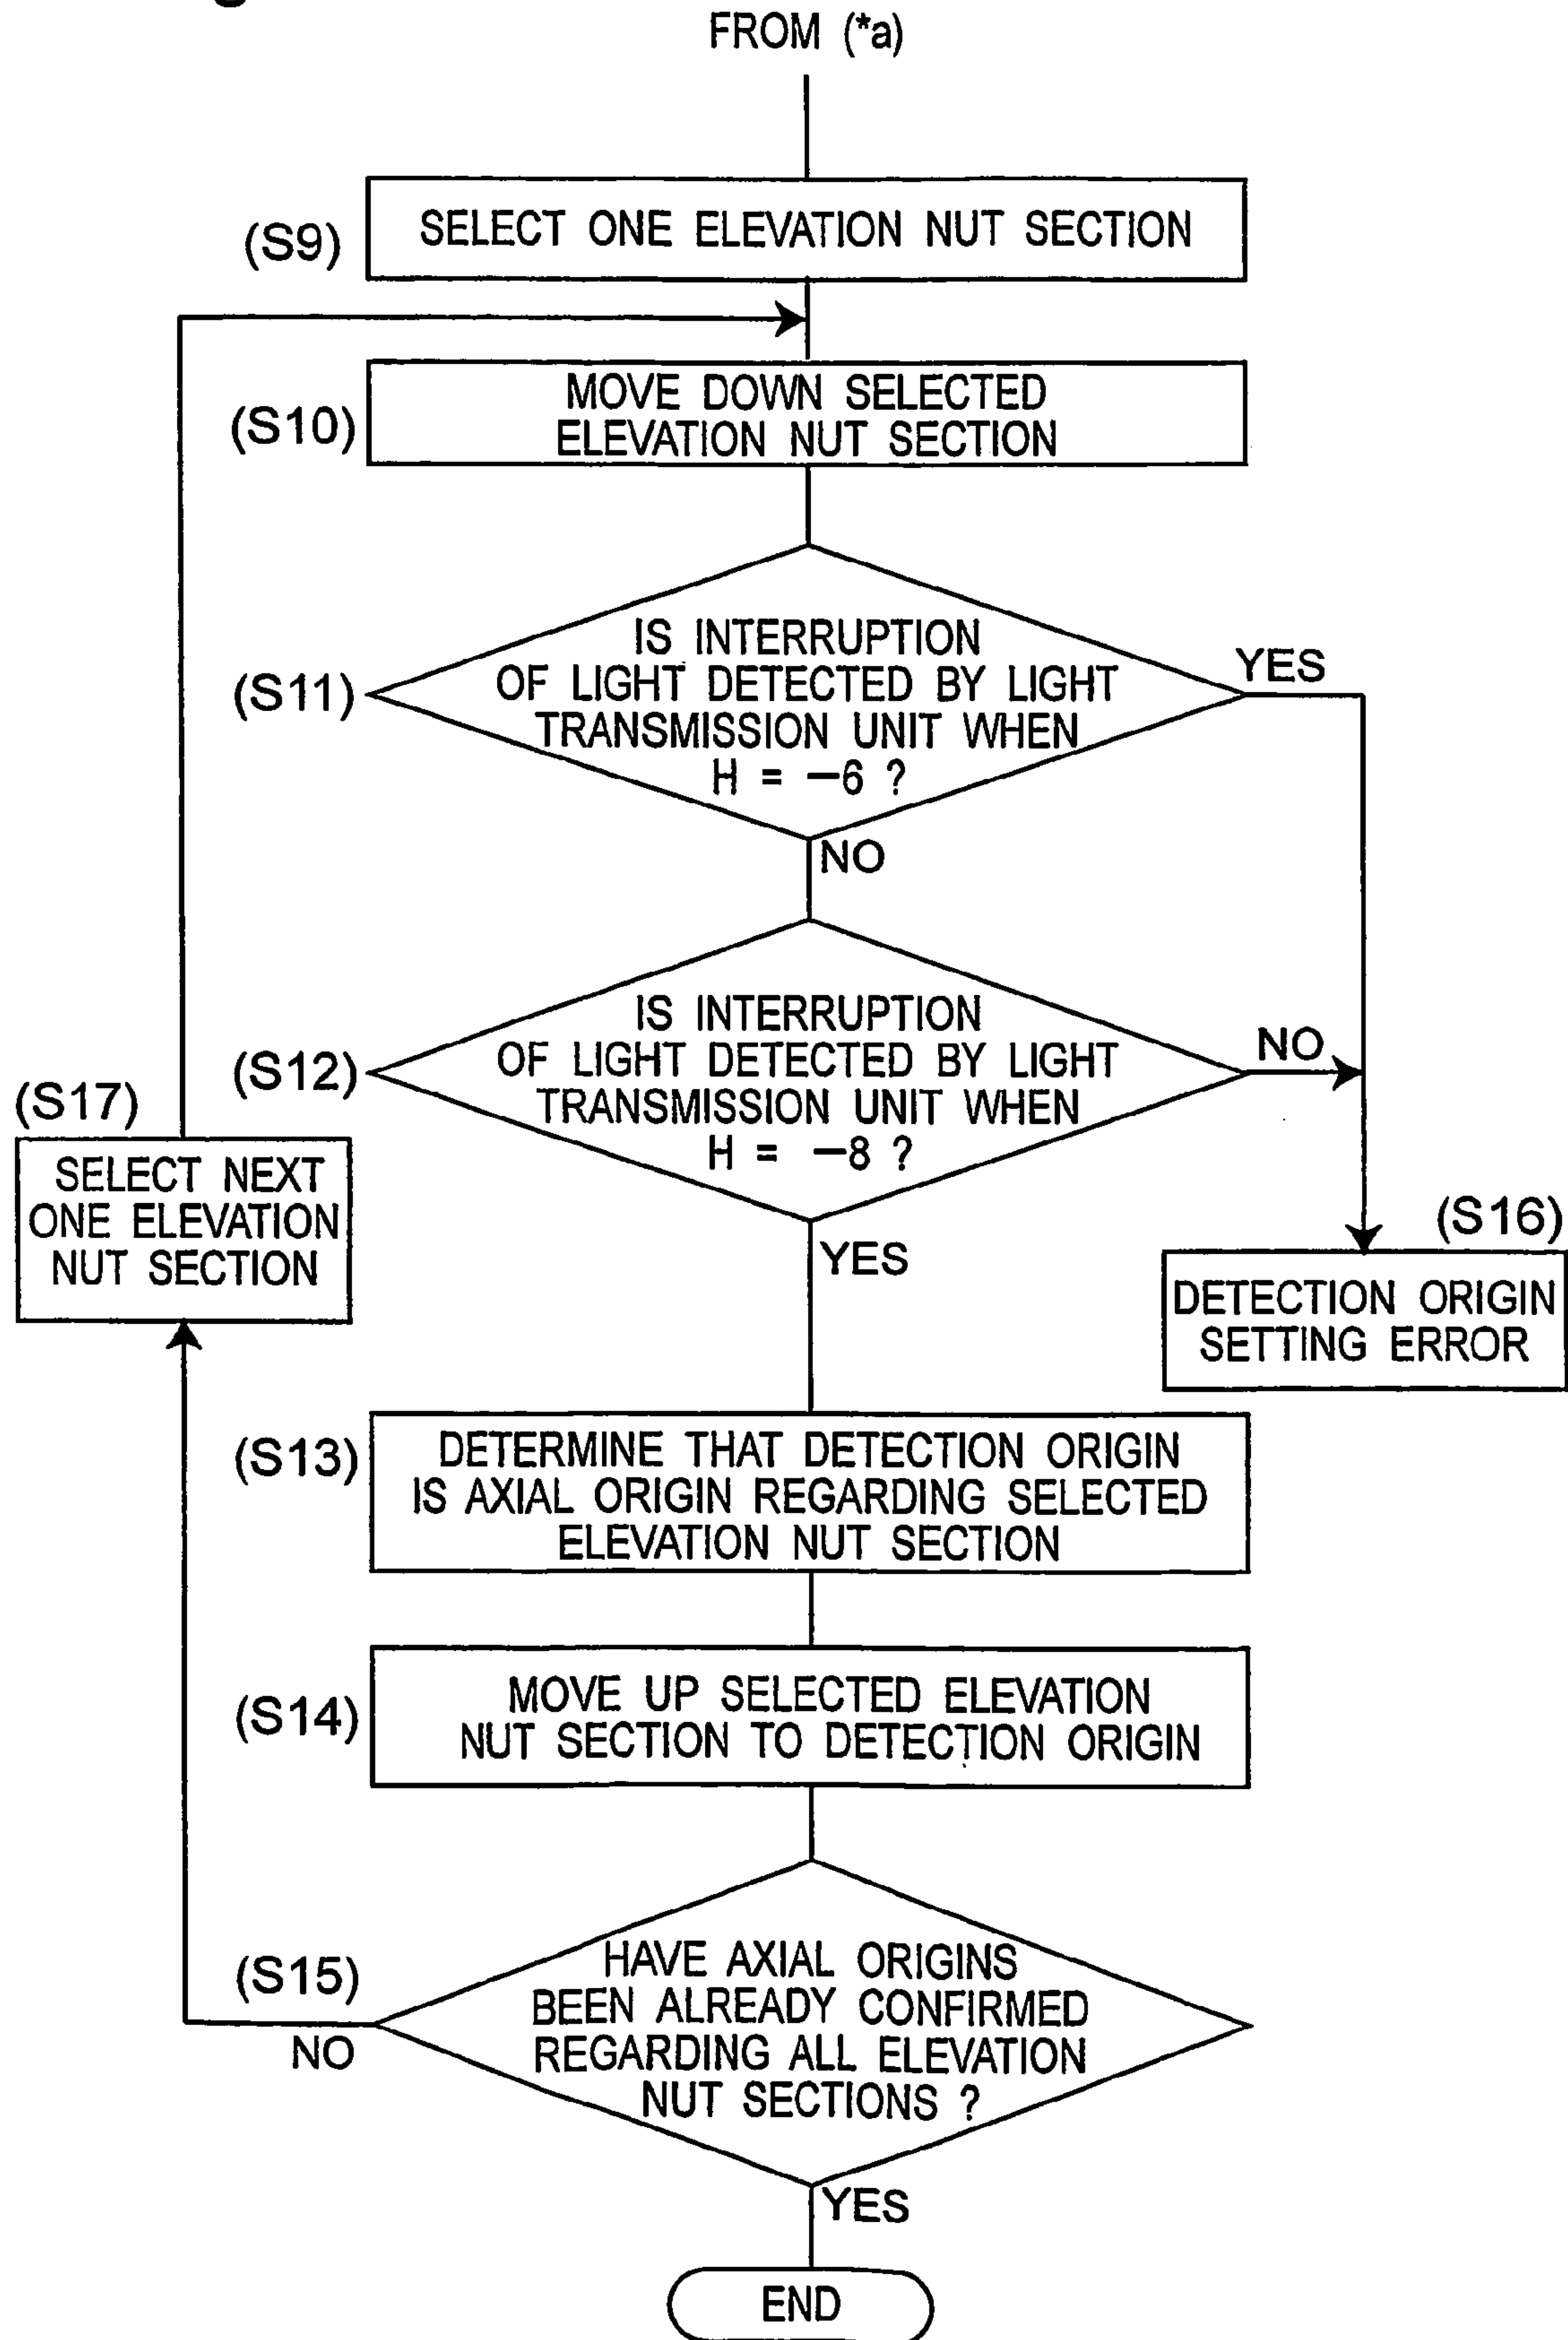 FROM (*a)
(S9)
SELECT ONE ELEVATION NUT SECTION
(S10)
MOVE DOWN SELECTED
ELEVATION NUT SECTION
(S11)
IS INTERRUPTION
OF LIGHT DETECTED BY LIGHT
TRANSMISSION UNIT WHEN
H = −6 ?
YES
NO
(S12)
IS INTERRUPTION
OF LIGHT DETECTED BY LIGHT
TRANSMISSION UNIT WHEN
H = −8 ?
NO
YES
(S17)
SELECT NEXT
ONE ELEVATION
NUT SECTION
(S16)
DETECTION ORIGIN
SETTING ERROR
(S13)
DETERMINE THAT DETECTION ORIGIN
IS AXIAL ORIGIN REGARDING SELECTED
ELEVATION NUT SECTION
(S14)
MOVE UP SELECTED ELEVATION
NUT SECTION TO DETECTION ORIGIN
(S15)
HAVE AXIAL ORIGINS
BEEN ALREADY CONFIRMED
REGARDING ALL ELEVATION
NUT SECTIONS ?
NO
YES
END